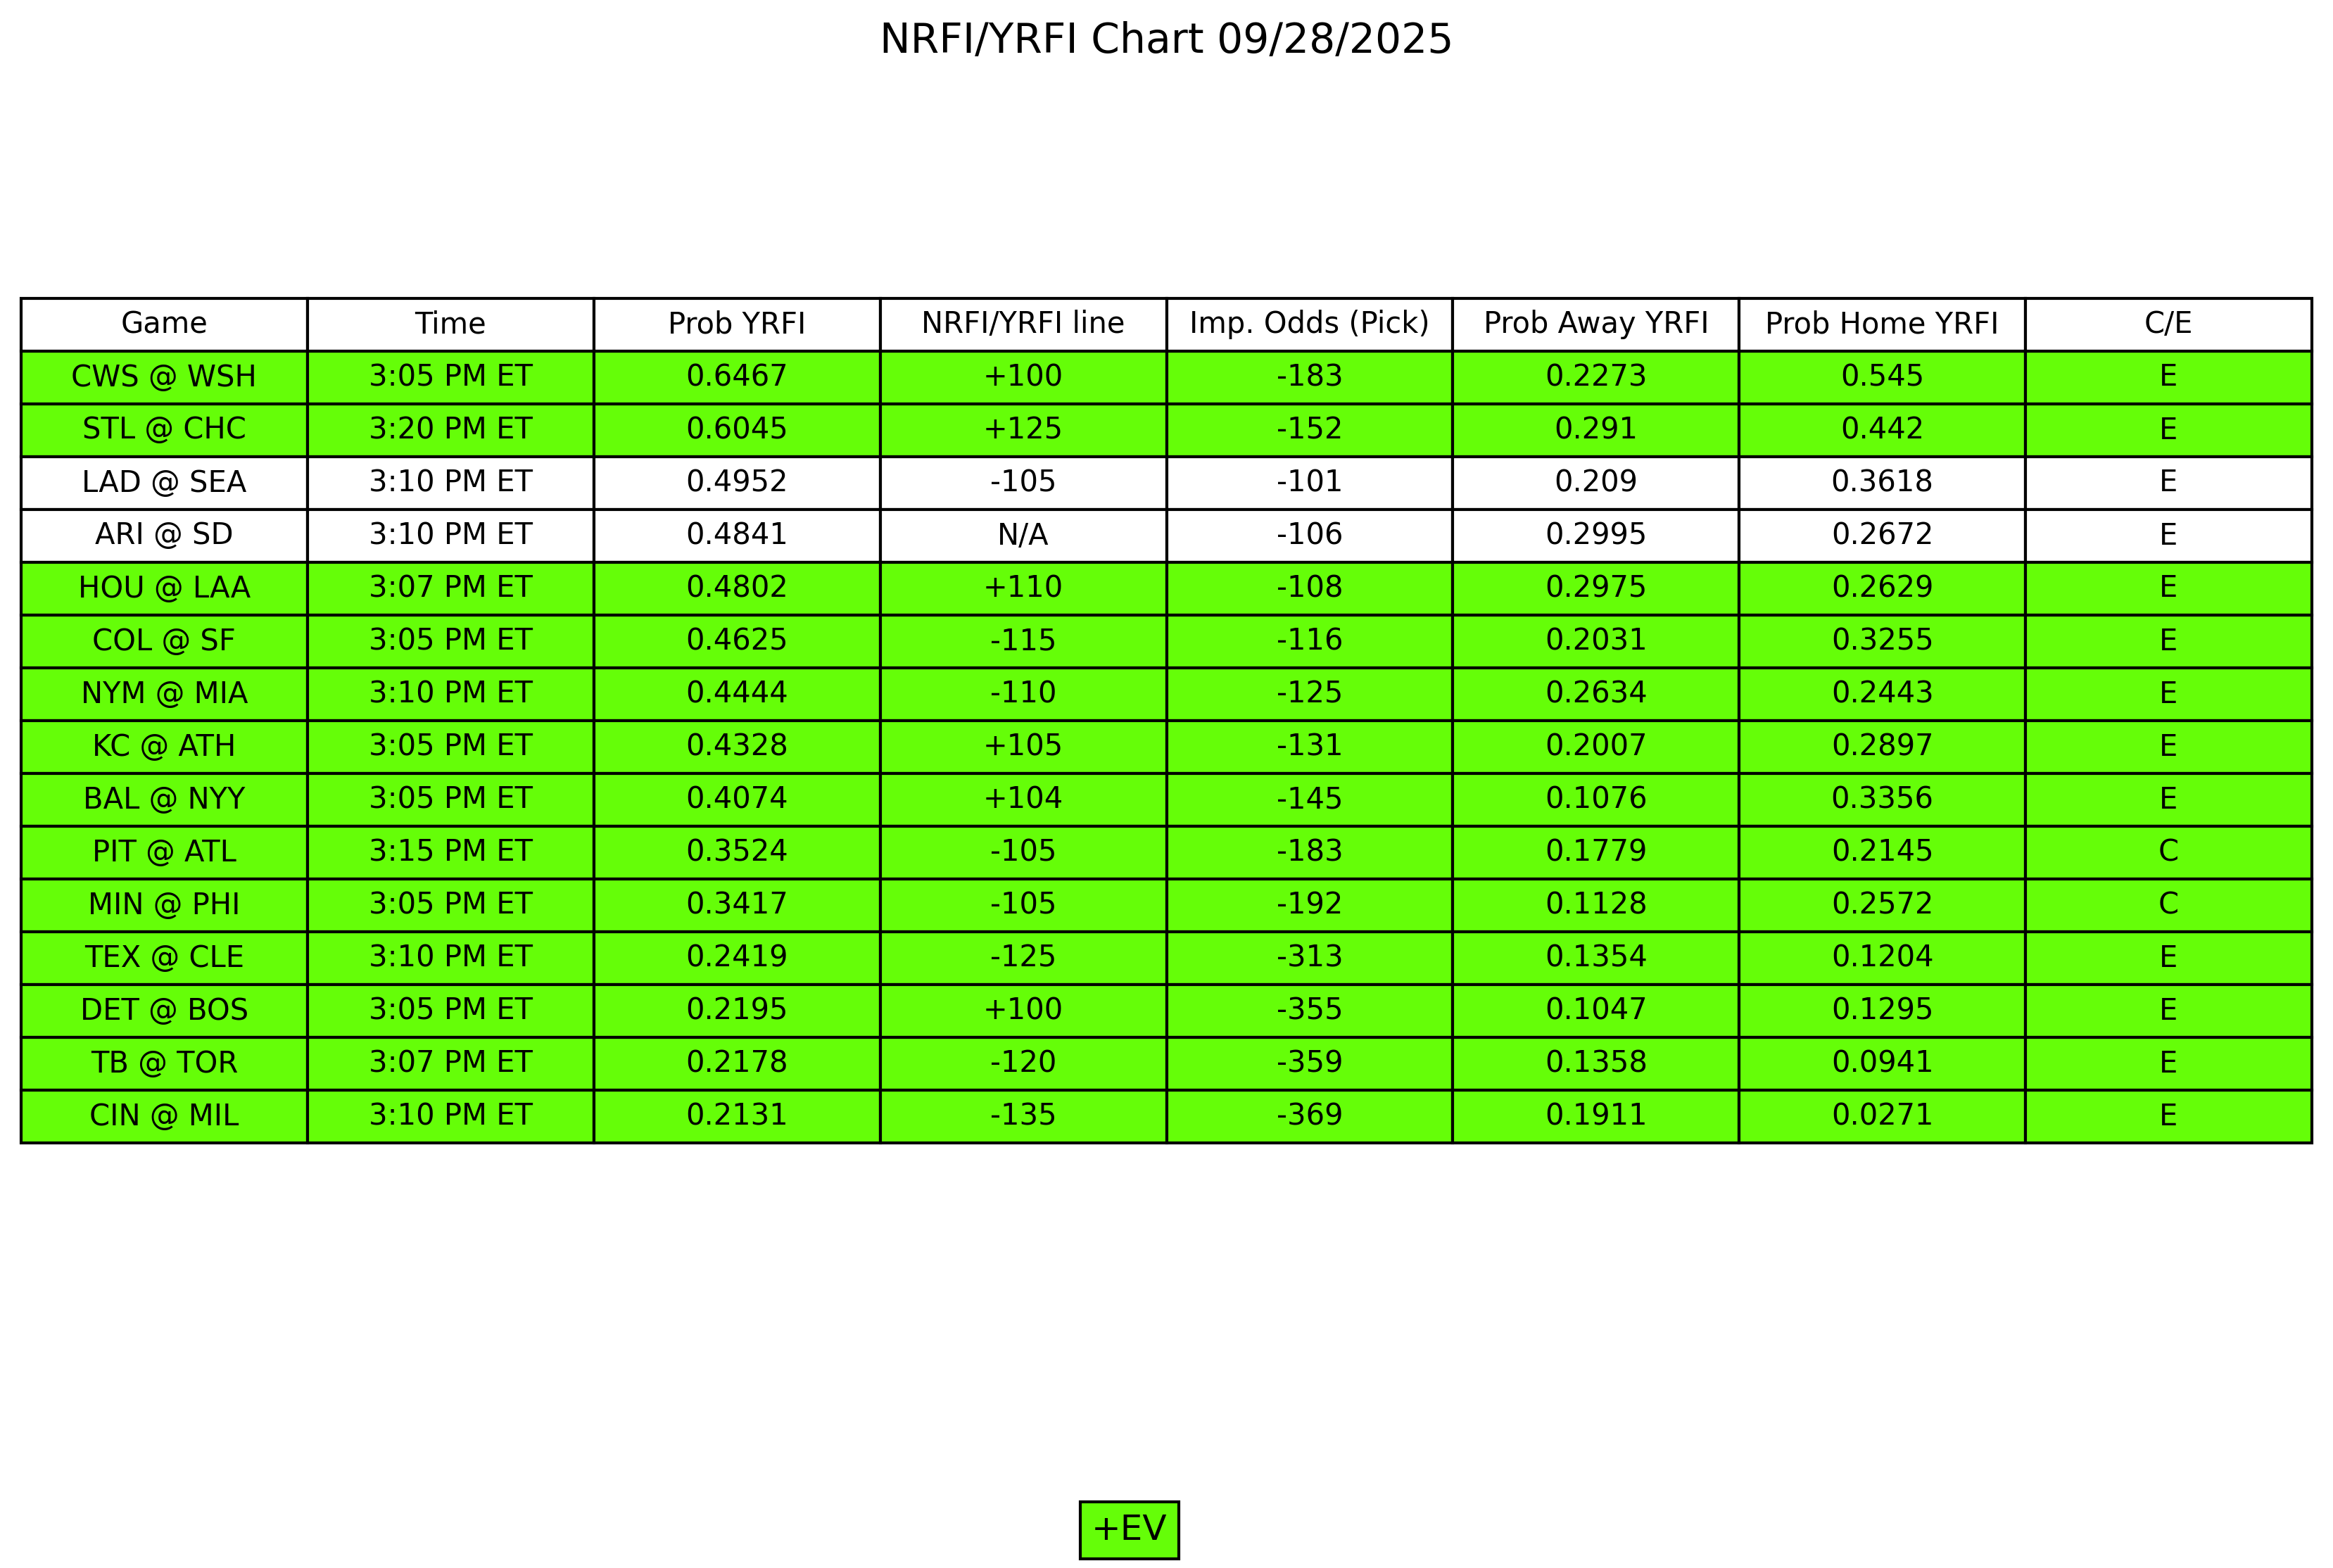 NRFI/YRFI Chart 09/28/2025
Game Time Prob YRFI NRFI/YRFI line Imp. Odds (Pick) Prob Away YRFI Prob Home YRFI C/E
CWS @ WSH 3:05 PM ET 0.6467 +100 -183 0.2273 0.545 E
STL @ CHC 3:20 PM ET 0.6045 +125 -152 0.291 0.442 E
LAD @ SEA 3:10 PM ET 0.4952 -105 -101 0.209 0.3618 E
ARI @ SD 3:10 PM ET 0.4841 N/A -106 0.2995 0.2672 E
HOU @ LAA 3:07 PM ET 0.4802 +110 -108 0.2975 0.2629 E
COL @ SF 3:05 PM ET 0.4625 -115 -116 0.2031 0.3255 E
NYM @ MIA 3:10 PM ET 0.4444 -110 -125 0.2634 0.2443 E
KC @ ATH 3:05 PM ET 0.4328 +105 -131 0.2007 0.2897 E
BAL @ NYY 3:05 PM ET 0.4074 +104 -145 0.1076 0.3356 E
PIT @ ATL 3:15 PM ET 0.3524 -105 -183 0.1779 0.2145 C
MIN @ PHI 3:05 PM ET 0.3417 -105 -192 0.1128 0.2572 C
TEX @ CLE 3:10 PM ET 0.2419 -125 -313 0.1354 0.1204 E
DET @ BOS 3:05 PM ET 0.2195 +100 -355 0.1047 0.1295 E
TB @ TOR 3:07 PM ET 0.2178 -120 -359 0.1358 0.0941 E
CIN @ MIL 3:10 PM ET 0.2131 -135 -369 0.1911 0.0271 E
+EV